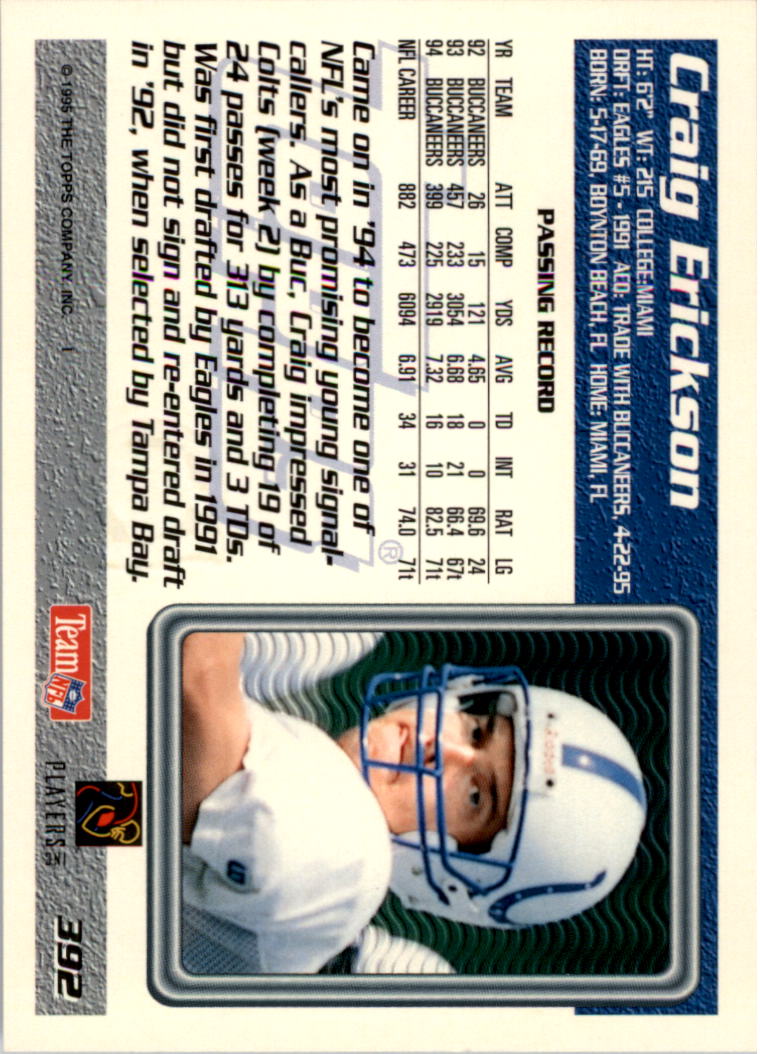 Craig Erickson
HT: 6'2" WT: 215 COLLEGE: MIAMI
DRFT: EAGLES #5 - 1991 ACQ: TRADE WITH BUCCANEERS, 4-22-95
BORN: 5-17-69, BOYNTON BEACH, FL HOME: MIAMI, FL
PASSING RECORD
YR TEAM ATT COMP YDS AVG TD INT RAT LG
92 BUCCANEERS 26 15 121 4.65 0 0 69.6 24
93 BUCCANEERS 457 233 3054 6.68 18 21 66.4 67t
94 BUCCANEERS 399 225 2919 7.32 16 10 82.5 71t
NFL CAREER 882 473 6094 6.91 34 31 74.0 71t
Came on in '94 to become one of
NFL's most promising young signal-
callers. As a Buc, Craig impressed
Colts (week 2) by completing 19 of
24 passes for 313 yards and 3 TDs.
Was first drafted by Eagles in 1991
but did not sign and re-entered draft
in '92, when selected by Tampa Bay.
®
Riddell
© 1995 THE TOPPS COMPANY, INC. 1
Team NFL
PLAYERS INC
392